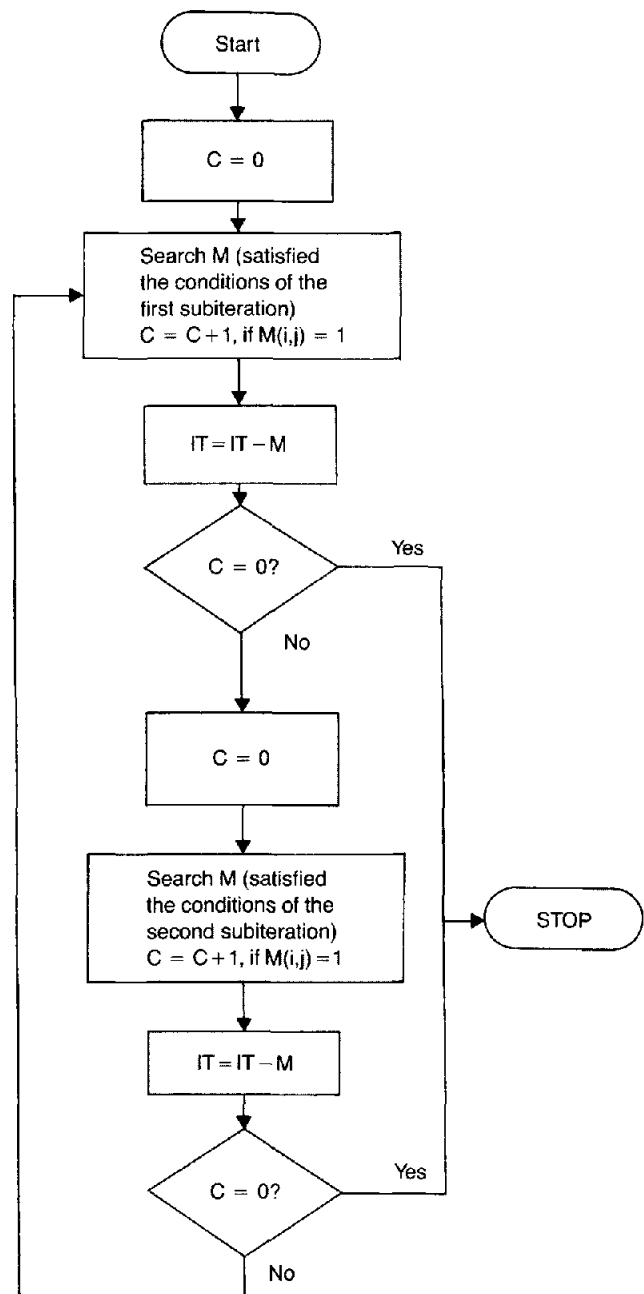 Start
C = 0
Search M (satisfied
the conditions of the
first subiteration)
C = C+1, if M(i,j) = 1
IT = IT – M
C = 0?
Yes
No
C = 0
Search M (satisfied
the conditions of the
second subiteration)
C = C+1, if M(i,j) =1
STOP
IT = IT – M
C = 0?
Yes
No